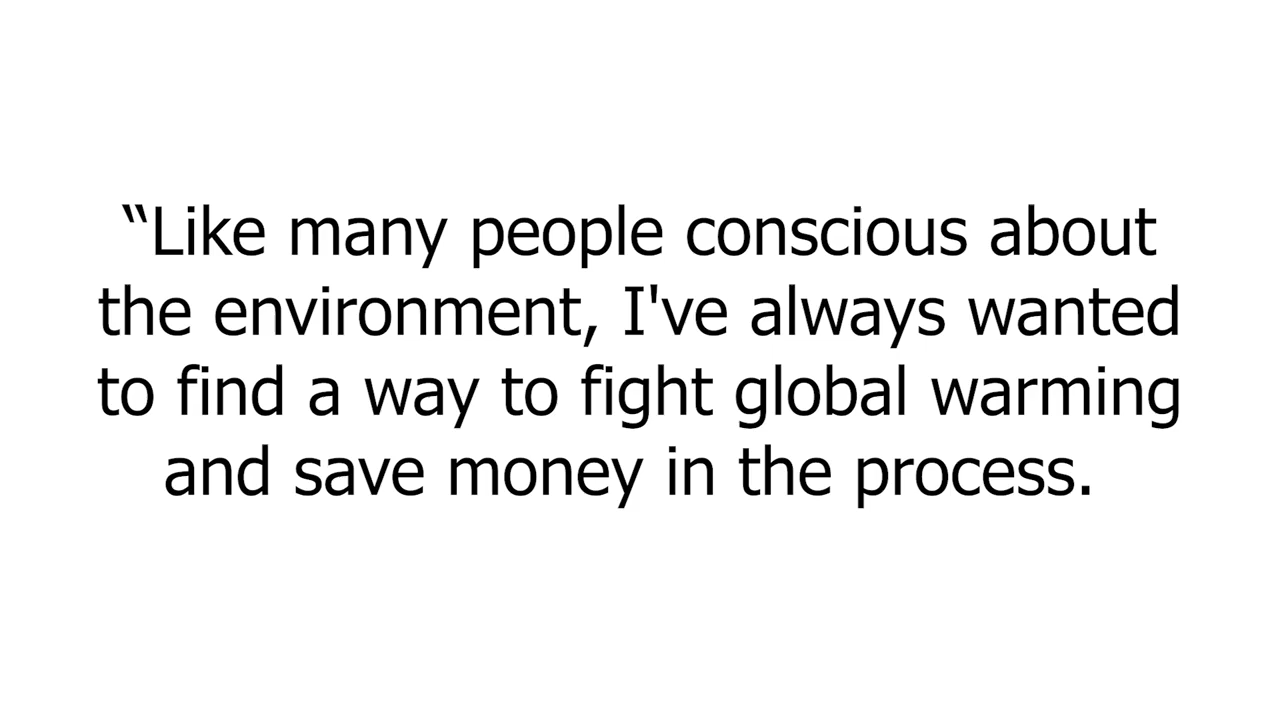 “Like many people conscious about
the environment, I've always wanted
to find a way to fight global warming
and save money in the process.